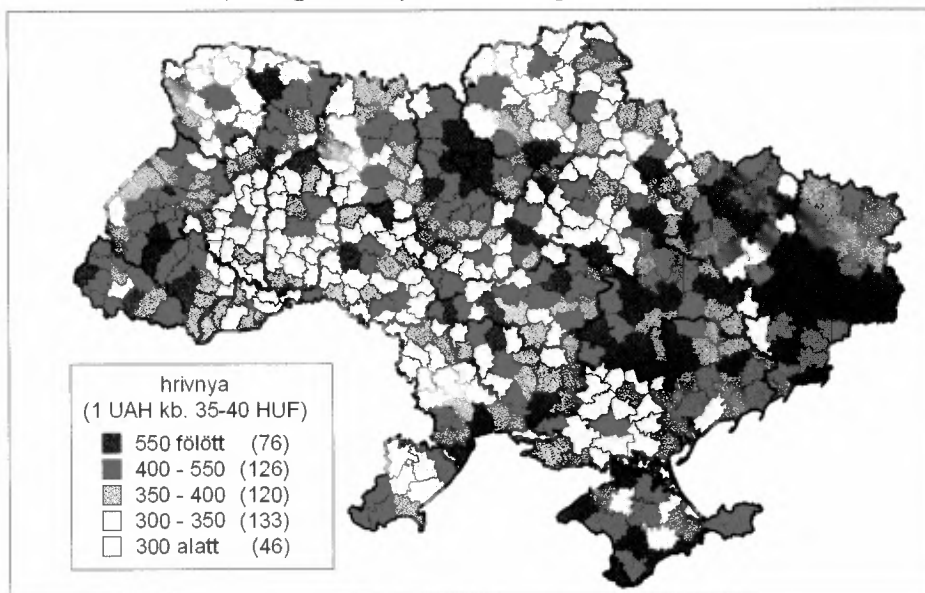 hrivnya
(1 UAH kb. 35-40 HUF)
550 fölött (76)
400 - 550 (126)
350 - 400 (120)
300 - 350 (133)
300 alatt (46)